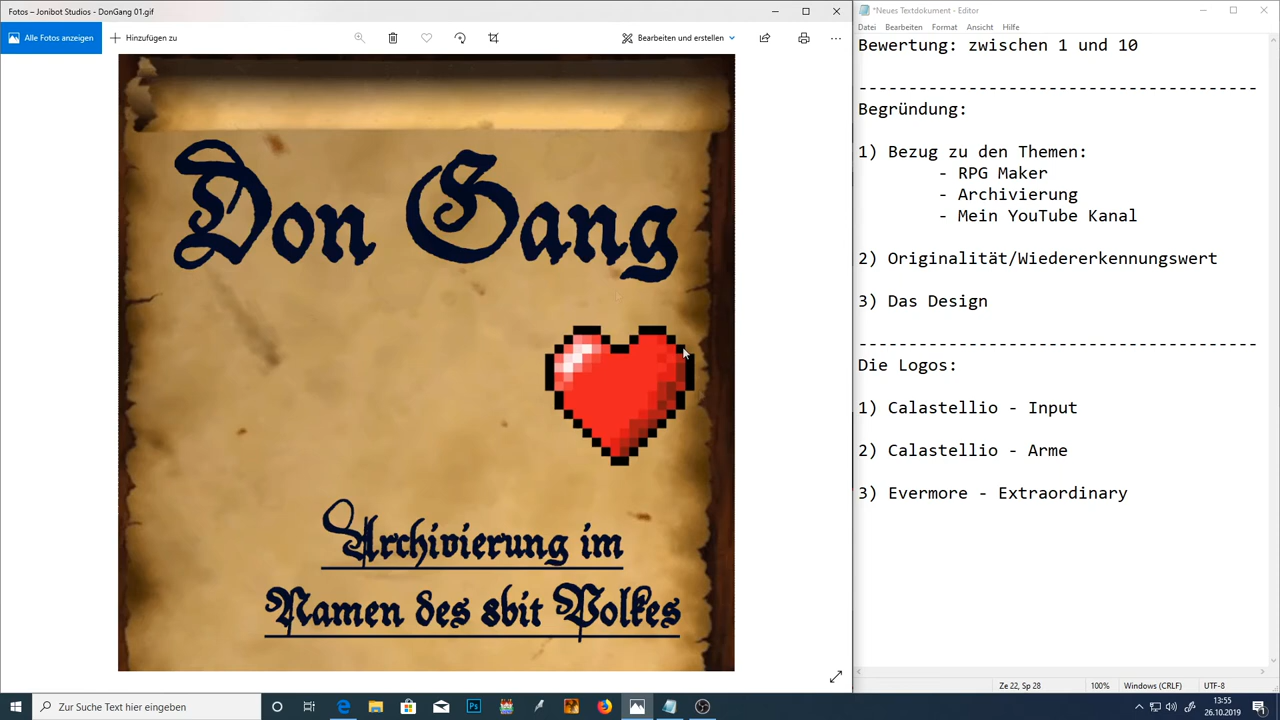 Fotos – Jonibot Studios - DonGang 01.gif
Alle Fotos anzeigen
Hinzufügen zu
Bearbeiten und erstellen
Don Gang
Archivierung im
Namen des 8bit Volkes
*Neues Textdokument - Editor
Datei Bearbeiten Format Ansicht Hilfe
Bewertung: zwischen 1 und 10
---------------------------------------
Begründung:
1) Bezug zu den Themen:
- RPG Maker
- Archivierung
- Mein YouTube Kanal
2) Originalität/Wiedererkennungswert
3) Das Design
---------------------------------------
Die Logos:
1) Calastellio - Input
2) Calastellio - Arme
3) Evermore - Extraordinary
Ze 22, Sp 28 100% Windows (CRLF) UTF-8
Zur Suche Text hier eingeben
Ps
13:55
26.10.2019
1